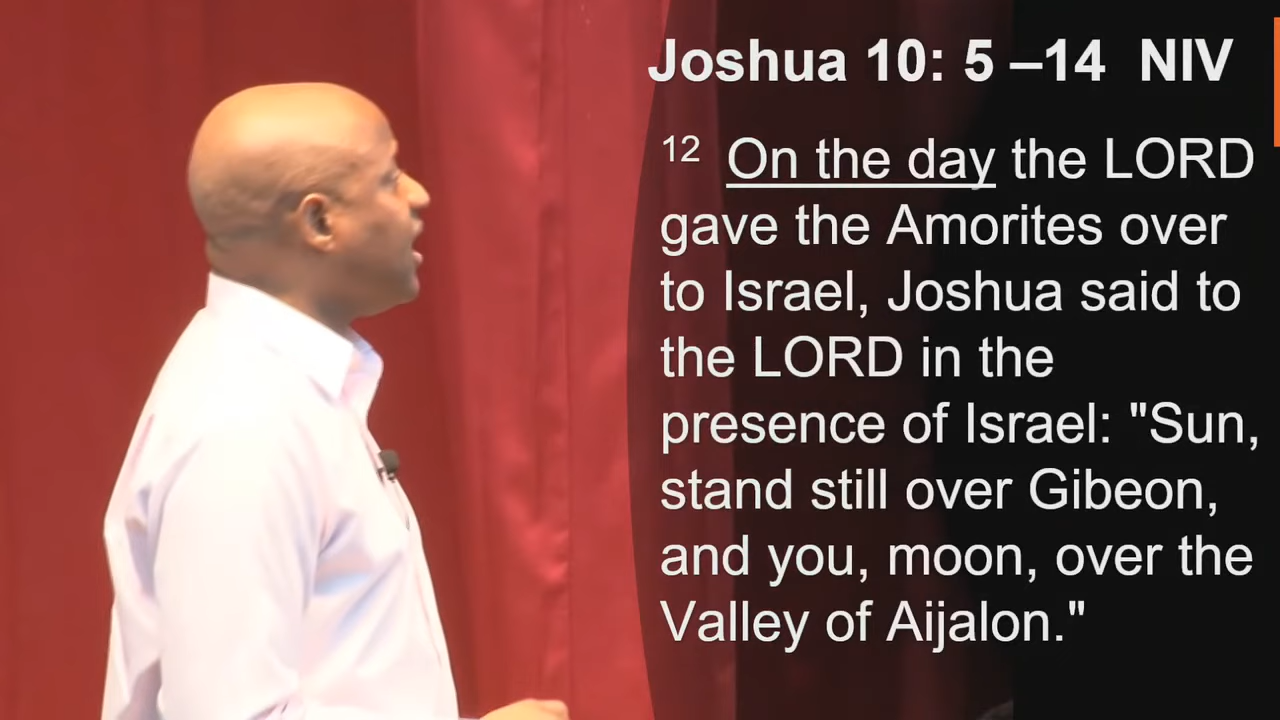 Joshua 10: 5 –14 NIV
12 On the day the LORD
gave the Amorites over
to Israel, Joshua said to
the LORD in the
presence of Israel: "Sun,
stand still over Gibeon,
and you, moon, over the
Valley of Aijalon."